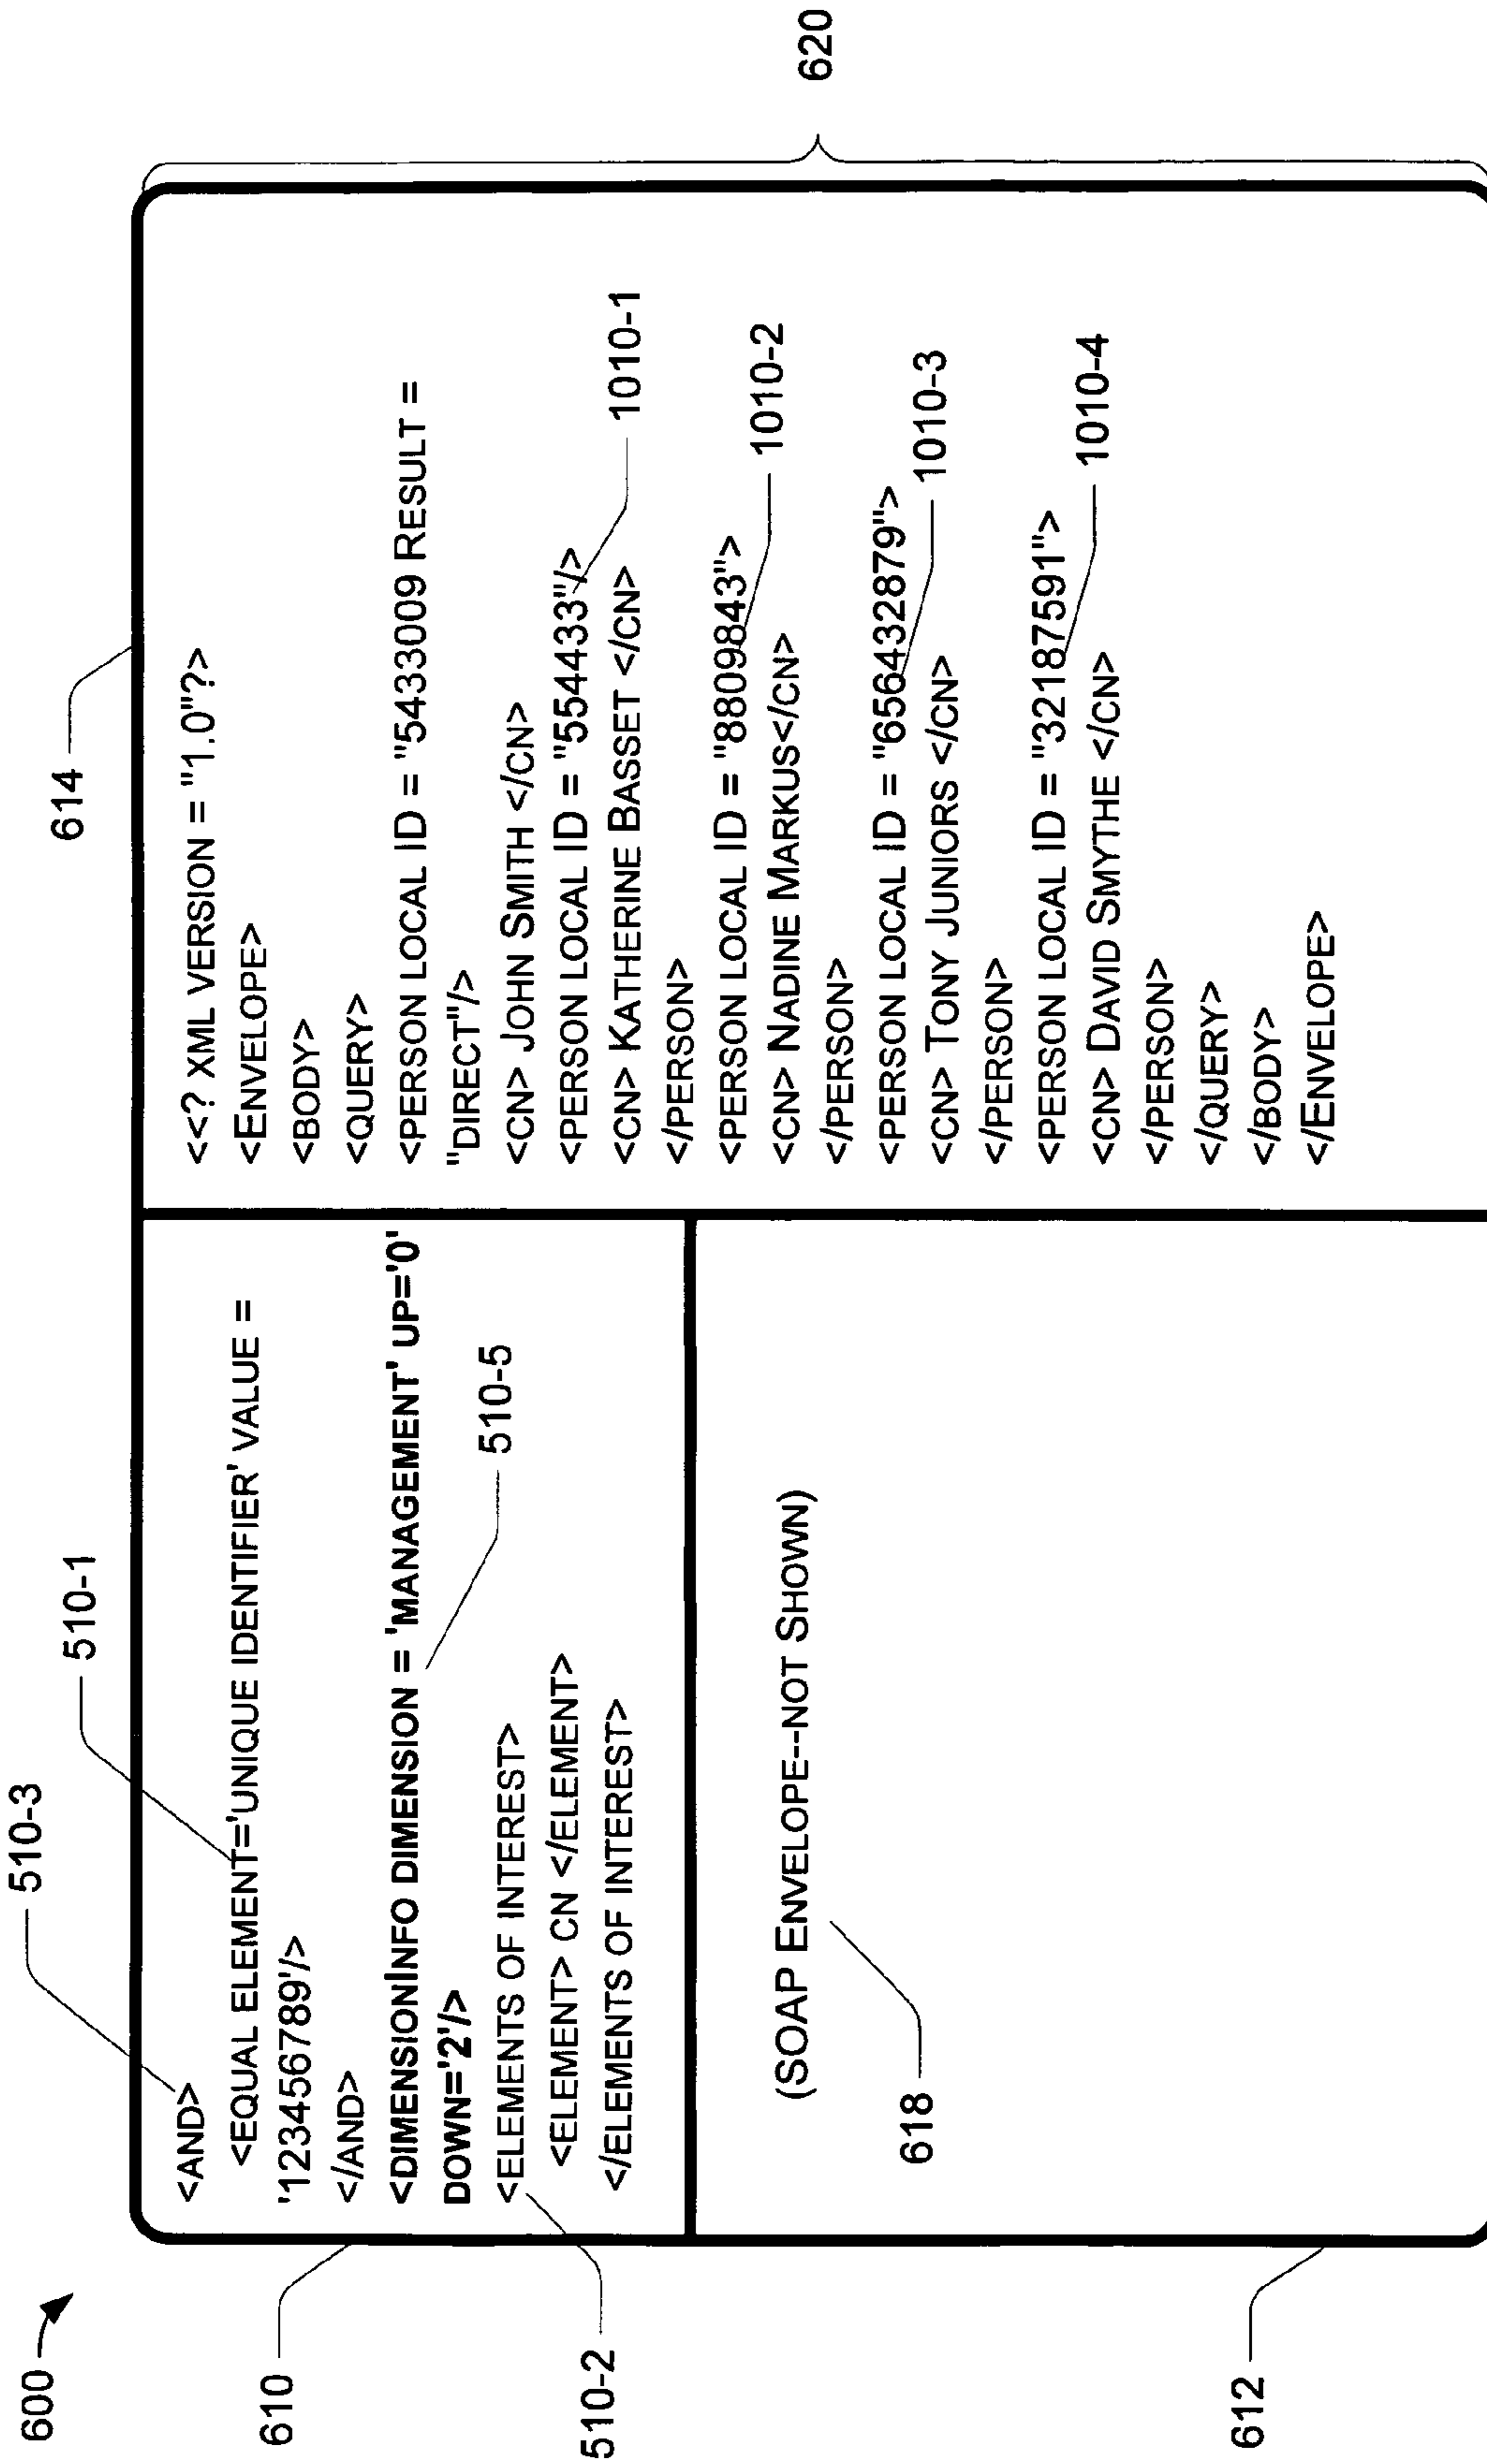 600
610
510-2
612
510-3
510-1
<AND>
<EQUAL ELEMENT='UNIQUE IDENTIFIER' VALUE =
'123456789'/>
</AND>
<DIMENSIONINFO DIMENSION = 'MANAGEMENT' UP='0'
DOWN='2'/>
<ELEMENTS OF INTEREST>
<ELEMENT> CN </ELEMENT>
</ELEMENTS OF INTEREST>
510-5
(SOAP ENVELOPE--NOT SHOWN)
618
614
<<? XML VERSION = "1.0"?>
<ENVELOPE>
<BODY>
<QUERY>
<PERSON LOCAL ID = "5433009 RESULT =
"DIRECT"/>
<CN> JOHN SMITH </CN>
<PERSON LOCAL ID = "554433"/>
<CN> KATHERINE BASSET </CN>
</PERSON>
<PERSON LOCAL ID = "8809843">
<CN> NADINE MARKUS</CN>
</PERSON>
<PERSON LOCAL ID = "656432879">
<CN> TONY JUNIORS </CN>
</PERSON>
<PERSON LOCAL ID = "32187591">
<CN> DAVID SMYTHE </CN>
</PERSON>
</QUERY>
</BODY>
</ENVELOPE>
1010-1
1010-2
1010-3
1010-4
620